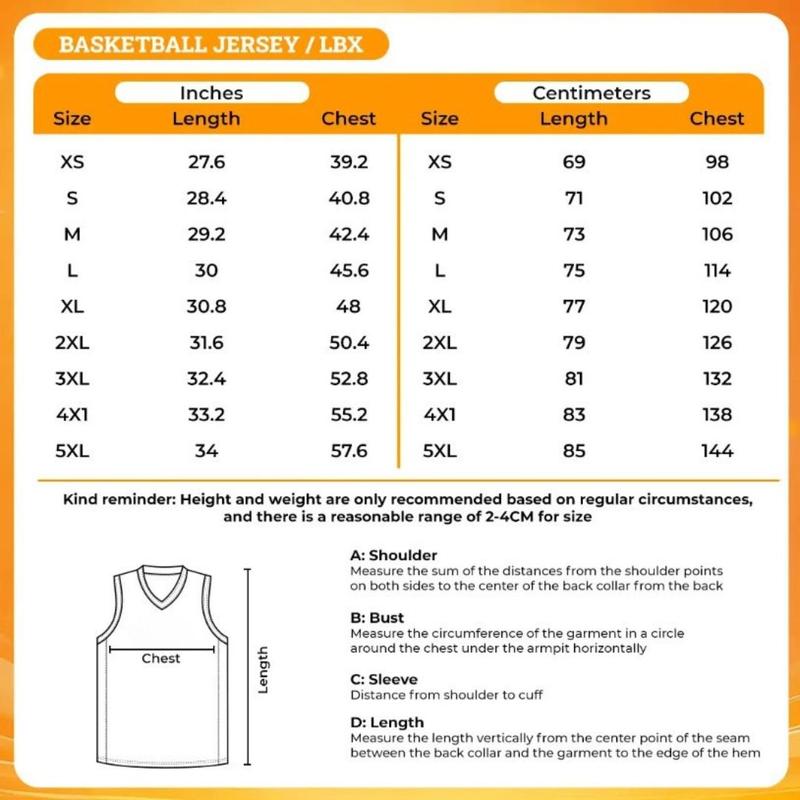 BASKETBALL JERSEY / LBX
Inches Centimeters
Size Length Chest Size Length Chest
XS 27.6 39.2 XS 69 98
S 28.4 40.8 S 71 102
M 29.2 42.4 M 73 106
L 30 45.6 L 75 114
XL 30.8 48 XL 77 120
2XL 31.6 50.4 2XL 79 126
3XL 32.4 52.8 3XL 81 132
4X1 33.2 55.2 4X1 83 138
5XL 34 57.6 5XL 85 144
Kind reminder: Height and weight are only recommended based on regular circumstances,
and there is a reasonable range of 2-4CM for size
Chest
Length
A: Shoulder
Measure the sum of the distances from the shoulder points
on both sides to the center of the back collar from the back
B: Bust
Measure the circumference of the garment in a circle
around the chest under the armpit horizontally
C: Sleeve
Distance from shoulder to cuff
D: Length
Measure the length vertically from the center point of the seam
between the back collar and the garment to the edge of the hem